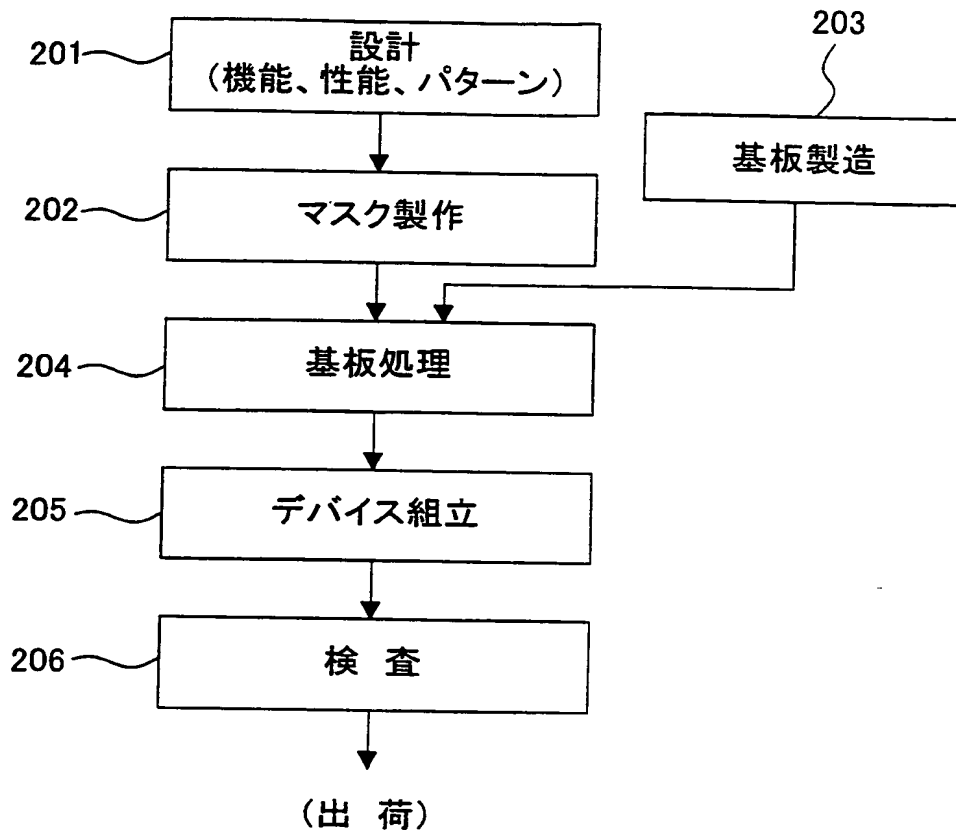 201
設計
(機能、性能、パターン)
203
基板製造
202
マスク製作
204
基板処理
205
デバイス組立
206
検 査
(出 荷)